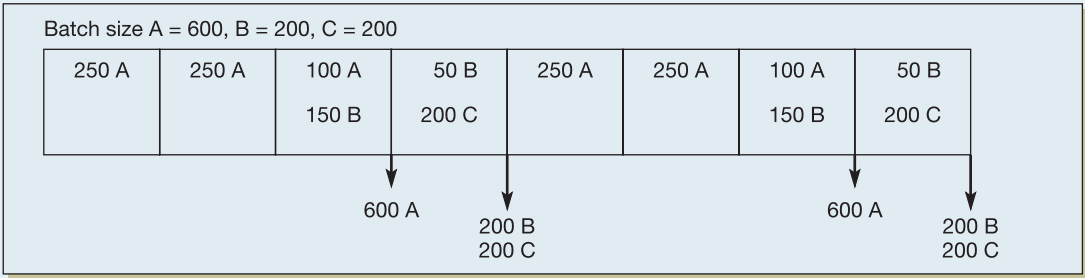 Batch size A = 600, B = 200, C = 200
250 A 250 A 100 A 50 B 250 A 250 A 100 A 50 B
150 B 200 C 150 B 200 C
600 A 600 A
200 B 200 B
200 C 200 C